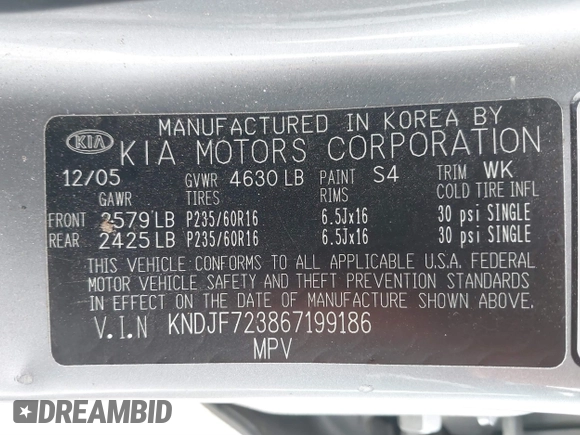 KIA MANUFACTURED IN KOREA BY
KIA MOTORS CORPORATION
12/05 GVWR 4630 LB PAINT S4 TRIM WK
GAWR TIRES RIMS COLD TIRE INFL
FRONT 2579 LB P235/60R16 6.5Jx16 30 psi SINGLE
REAR 2425 LB P235/60R16 6.5Jx16 30 psi SINGLE
THIS VEHICLE CONFORMS TO ALL APPLICABLE U.S.A. FEDERAL
MOTOR VEHICLE SAFETY AND THEFT PREVENTION STANDARDS
IN EFFECT ON THE DATE OF MANUFACTURE SHOWN ABOVE.
V.I.N KNDJF723867199186
MPV
DREAMBID